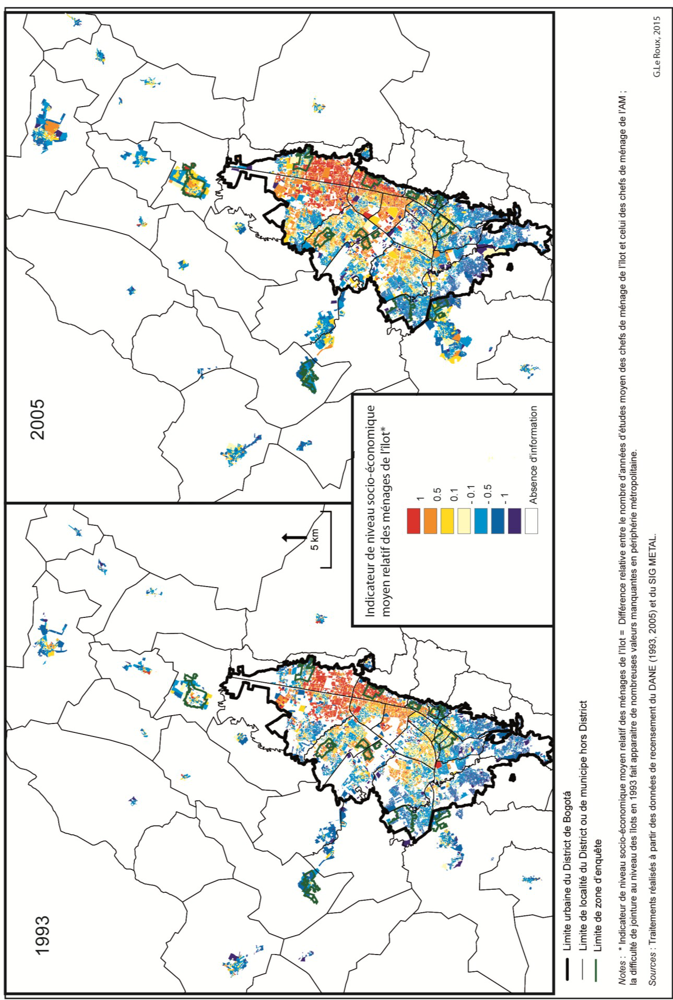 1993
2005
5 km
Indicateur de niveau socio-économique
moyen relatif des ménages de l'îlot*
1
0.5
0.1
- 0.1
- 0.5
- 1
Absence d'information
Limite urbaine du District de Bogotá
Limite de localité du District ou de municipe hors District
Limite de zone d'enquête
Notes : * Indicateur de niveau socio-économique moyen relatif des ménages de l'îlot = Différence relative entre le nombre d'années d'études moyen des chefs de ménage de l'îlot et celui des chefs de ménage de l'AM ;
la difficulté de jointure au niveau des îlots en 1993 fait apparaitre de nombreuses valeurs manquantes en périphérie métropolitaine.
Sources : Traitements réalisés à partir des données de recensement du DANE (1993, 2005) et du SIG METAL.
G.Le Roux, 2015